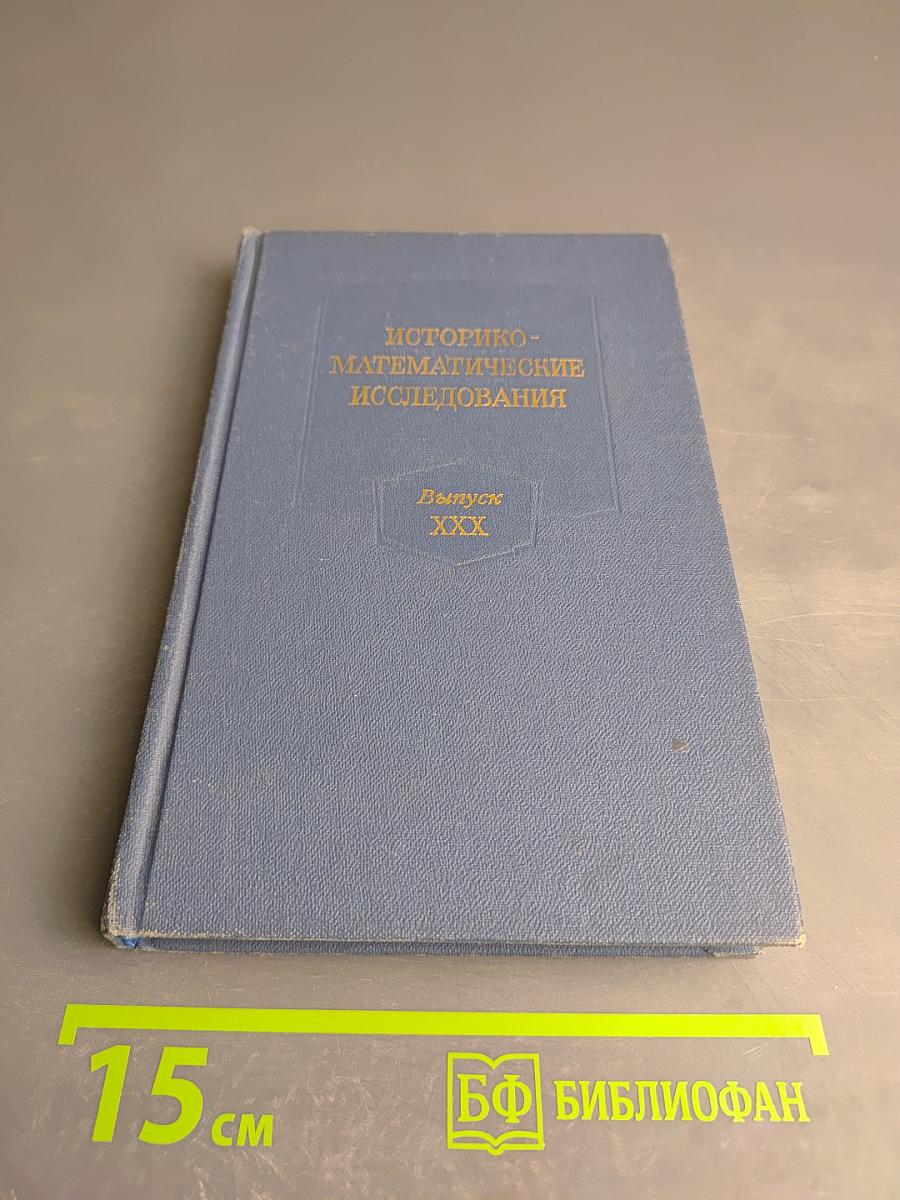 ИСТОРИКО-
МАТЕМАТИЧЕСКИЕ
ИССЛЕДОВАНИЯ
Выпуск
XXX
15 см
БФ БИБЛИОФАН